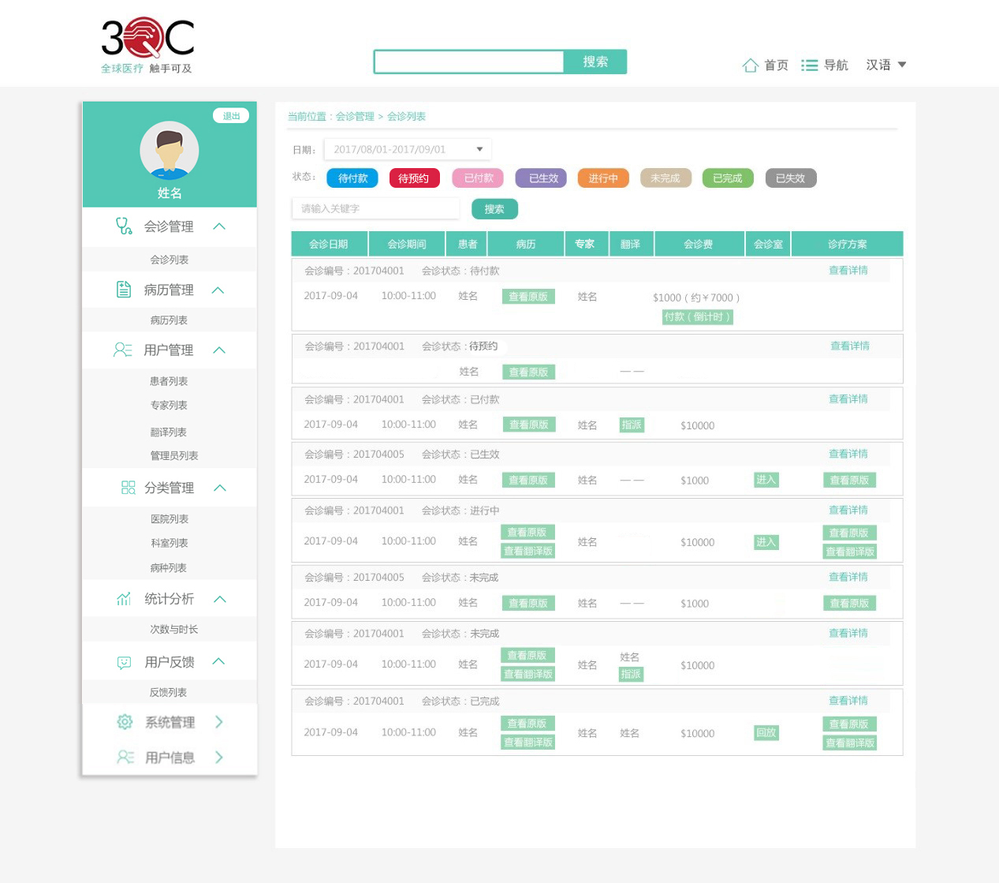 3QC
全球医疗 触手可及
搜索
首页 导航 汉语
退出
姓名
会诊管理
会诊列表
病历管理
病历列表
用户管理
患者列表
专家列表
翻译列表
管理员列表
分类管理
医院列表
科室列表
病种列表
统计分析
次数与时长
用户反馈
反馈列表
系统管理
用户信息
当前位置：会诊管理 > 会诊列表
日期： 2017/08/01-2017/09/01
状态： 待付款 待预约 已付款 已生效 进行中 未完成 已完成 已失效
请输入关键字 搜索
会诊日期 会诊期间 患者 病历 专家 翻译 会诊费 会诊室 诊疗方案
会诊编号：201704001 会诊状态：待付款 查看详情
2017-09-04 10:00-11:00 姓名 查看原版 姓名 $1000（约￥7000）
付款（倒计时）
会诊编号：201704001 会诊状态：待预约 查看详情
姓名 查看原版 — —
会诊编号：201704001 会诊状态：已付款 查看详情
2017-09-04 10:00-11:00 姓名 查看原版 姓名 指派 $10000
会诊编号：201704005 会诊状态：已生效 查看详情
2017-09-04 10:00-11:00 姓名 查看原版 姓名 — — $1000 进入 查看原版
会诊编号：201704001 会诊状态：进行中 查看详情
查看原版 查看原版
2017-09-04 10:00-11:00 姓名 姓名 $10000 进入
查看翻译版 查看翻译版
会诊编号：201704005 会诊状态：未完成 查看详情
2017-09-04 10:00-11:00 姓名 查看原版 姓名 — — $1000 查看原版
会诊编号：201704001 会诊状态：未完成 查看详情
查看原版 姓名
2017-09-04 10:00-11:00 姓名 姓名 $10000
查看翻译版 指派
会诊编号：201704001 会诊状态：已完成 查看详情
查看原版 查看原版
2017-09-04 10:00-11:00 姓名 姓名 姓名 $10000 回放
查看翻译版 查看翻译版